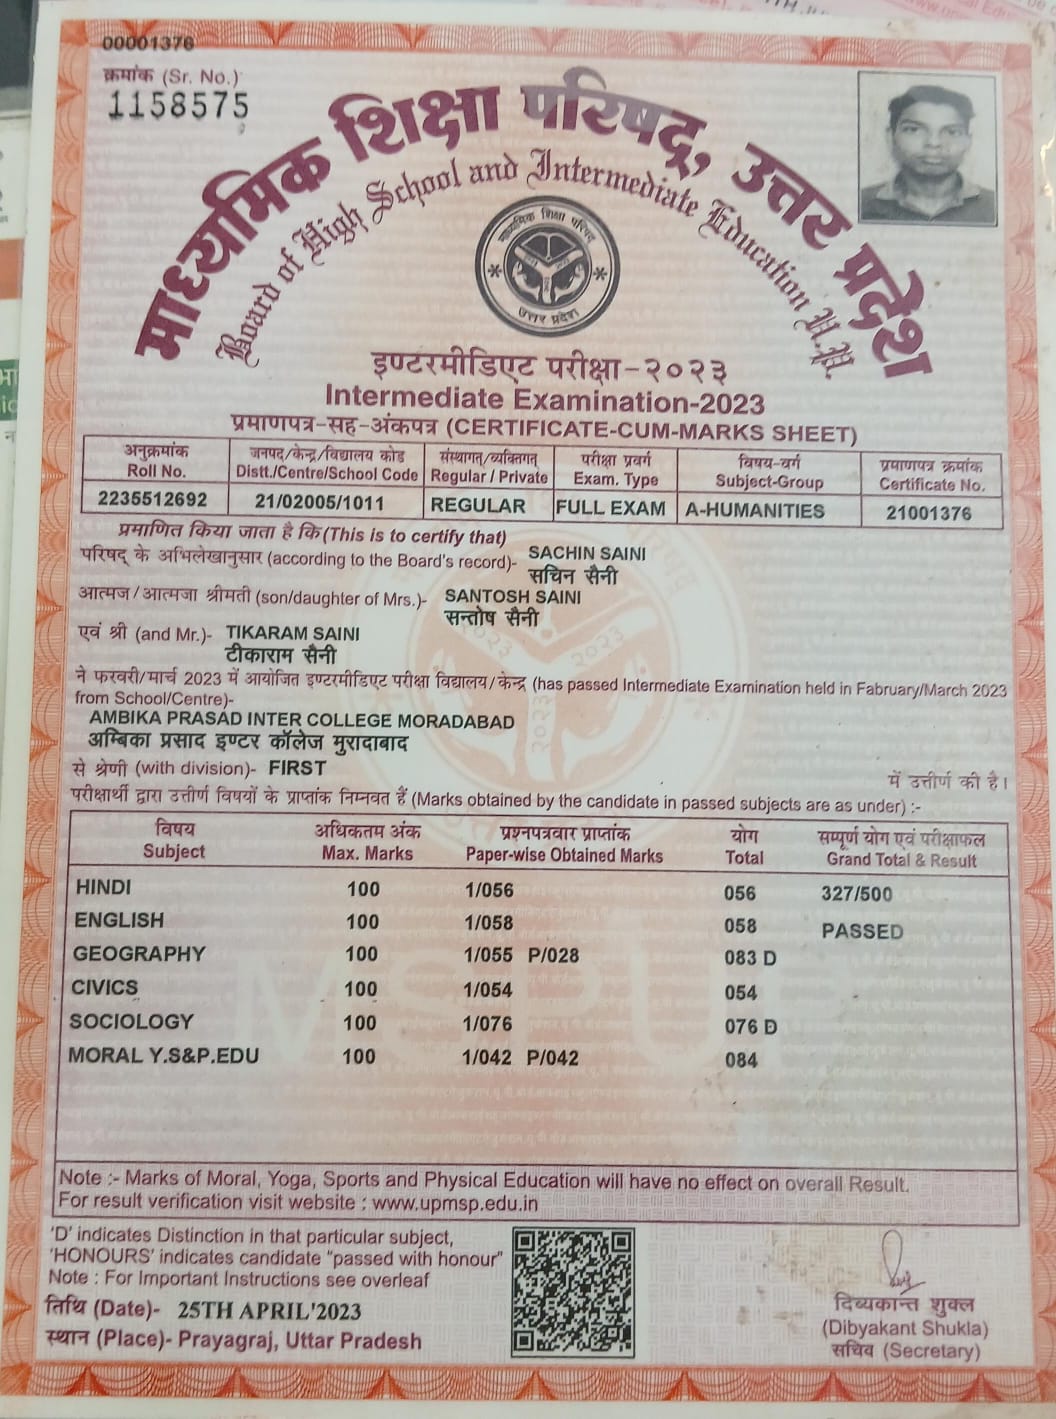 00001376
क्रमांक (Sr. No.)
1158575
माध्यमिक शिक्षा परिषद्, उत्तर प्रदेश
Board of High School and Intermediate Education U.P.
माध्यमिक शिक्षा परिषद
उत्तर प्रदेश
इण्टरमीडिएट परीक्षा-२०२३
Intermediate Examination-2023
प्रमाणपत्र-सह-अंकपत्र (CERTIFICATE-CUM-MARKS SHEET)
अनुक्रमांक जनपद/केन्द्र/विद्यालय कोड संस्थागत्/व्यक्तिगत् परीक्षा प्रवर्ग विषय-वर्ग प्रमाणपत्र क्रमांक
Roll No. Distt./Centre/School Code Regular / Private Exam. Type Subject-Group Certificate No.
2235512692 21/02005/1011 REGULAR FULL EXAM A-HUMANITIES 21001376
प्रमाणित किया जाता है कि (This is to certify that)
परिषद् के अभिलेखानुसार (according to the Board's record)- SACHIN SAINI
सचिन सैनी
आत्मज/आत्मजा श्रीमती (son/daughter of Mrs.)- SANTOSH SAINI
सन्तोष सैनी
एवं श्री (and Mr.)- TIKARAM SAINI
टीकाराम सैनी
ने फरवरी/मार्च 2023 में आयोजित इण्टरमीडिएट परीक्षा विद्यालय/केन्द्र (has passed Intermediate Examination held in Fabruary/March 2023
from School/Centre)-
AMBIKA PRASAD INTER COLLEGE MORADABAD
अम्बिका प्रसाद इण्टर कॉलेज मुरादाबाद
से श्रेणी (with division)- FIRST में उत्तीर्ण की है।
परीक्षार्थी द्वारा उत्तीर्ण विषयों के प्राप्तांक निम्नवत हैं (Marks obtained by the candidate in passed subjects are as under) :-
विषय अधिकतम अंक प्रश्नपत्रवार प्राप्तांक योग सम्पूर्ण योग एवं परीक्षाफल
Subject Max. Marks Paper-wise Obtained Marks Total Grand Total & Result
HINDI 100 1/056 056 327/500
ENGLISH 100 1/058 058 PASSED
GEOGRAPHY 100 1/055 P/028 083 D
CIVICS 100 1/054 054
SOCIOLOGY 100 1/076 076 D
MORAL Y.S&P.EDU 100 1/042 P/042 084
Note :- Marks of Moral, Yoga, Sports and Physical Education will have no effect on overall Result.
For result verification visit website : www.upmsp.edu.in
'D' indicates Distinction in that particular subject,
'HONOURS' indicates candidate "passed with honour"
Note : For Important Instructions see overleaf
तिथि (Date)- 25TH APRIL'2023
स्थान (Place)- Prayagraj, Uttar Pradesh
दिव्यकान्त शुक्ल
(Dibyakant Shukla)
सचिव (Secretary)